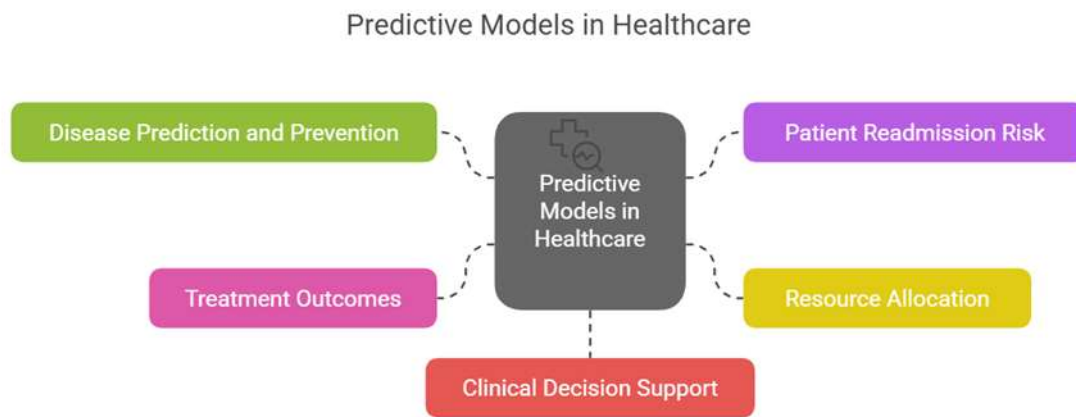 Predictive Models in Healthcare
Disease Prediction and Prevention
Patient Readmission Risk
Predictive
Models in
Healthcare
Treatment Outcomes
Resource Allocation
Clinical Decision Support